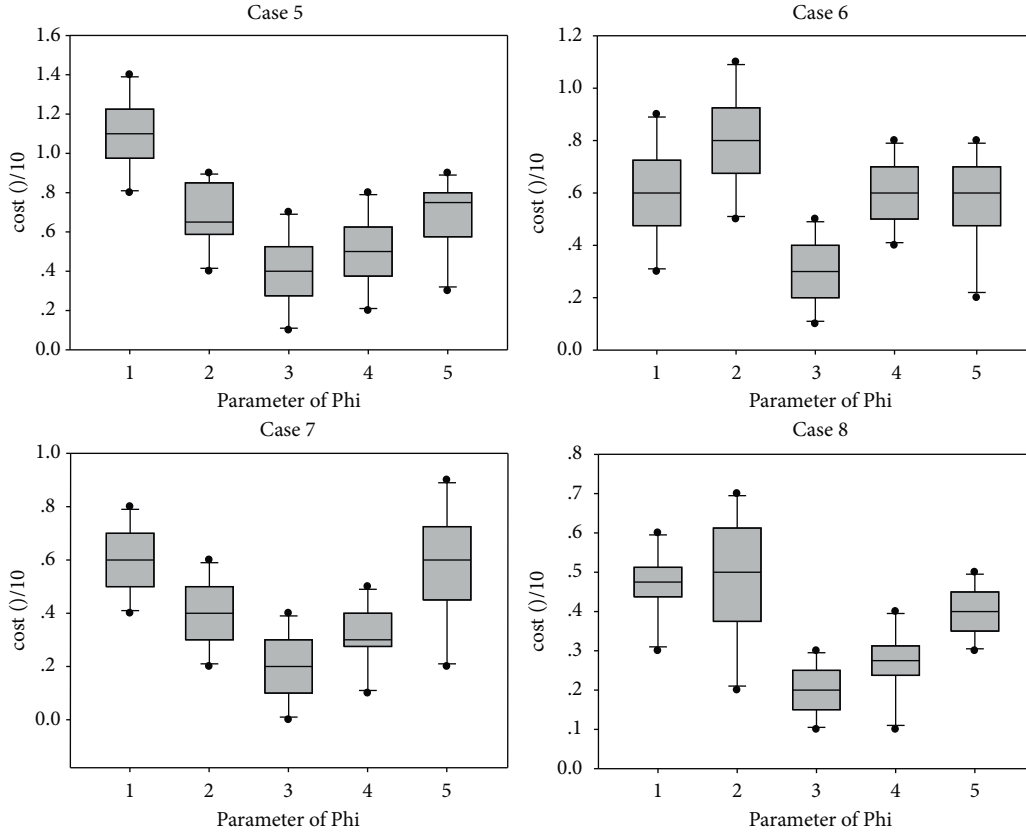 Case 5
1.6
1.4
1.2
1.0
.8
.6
.4
.2
0.0
cost ()/10
1 2 3 4 5
Parameter of Phi
Case 6
1.2
1.0
.8
.6
.4
.2
0.0
cost ()/10
1 2 3 4 5
Parameter of Phi
Case 7
1.0
.8
.6
.4
.2
0.0
cost ()/10
1 2 3 4 5
Parameter of Phi
Case 8
.8
.7
.6
.5
.4
.3
.2
.1
0.0
cost ()/10
1 2 3 4 5
Parameter of Phi